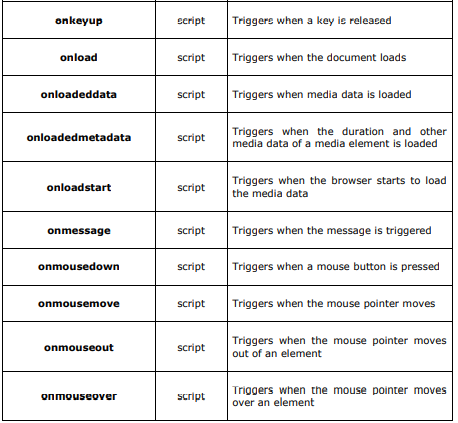 onkeyup script Triggers when a key is released
onload script Triggers when the document loads
onloadeddata script Triggers when media data is loaded
onloadedmetadata script Triggers when the duration and other
media data of a media element is loaded
onloadstart script Triggers when the browser starts to load
the media data
onmessage script Triggers when the message is triggered
onmousedown script Triggers when a mouse button is pressed
onmousemove script Triggers when the mouse pointer moves
onmouseout script Triggers when the mouse pointer moves
out of an element
onmouseover script Triggers when the mouse pointer moves
over an element